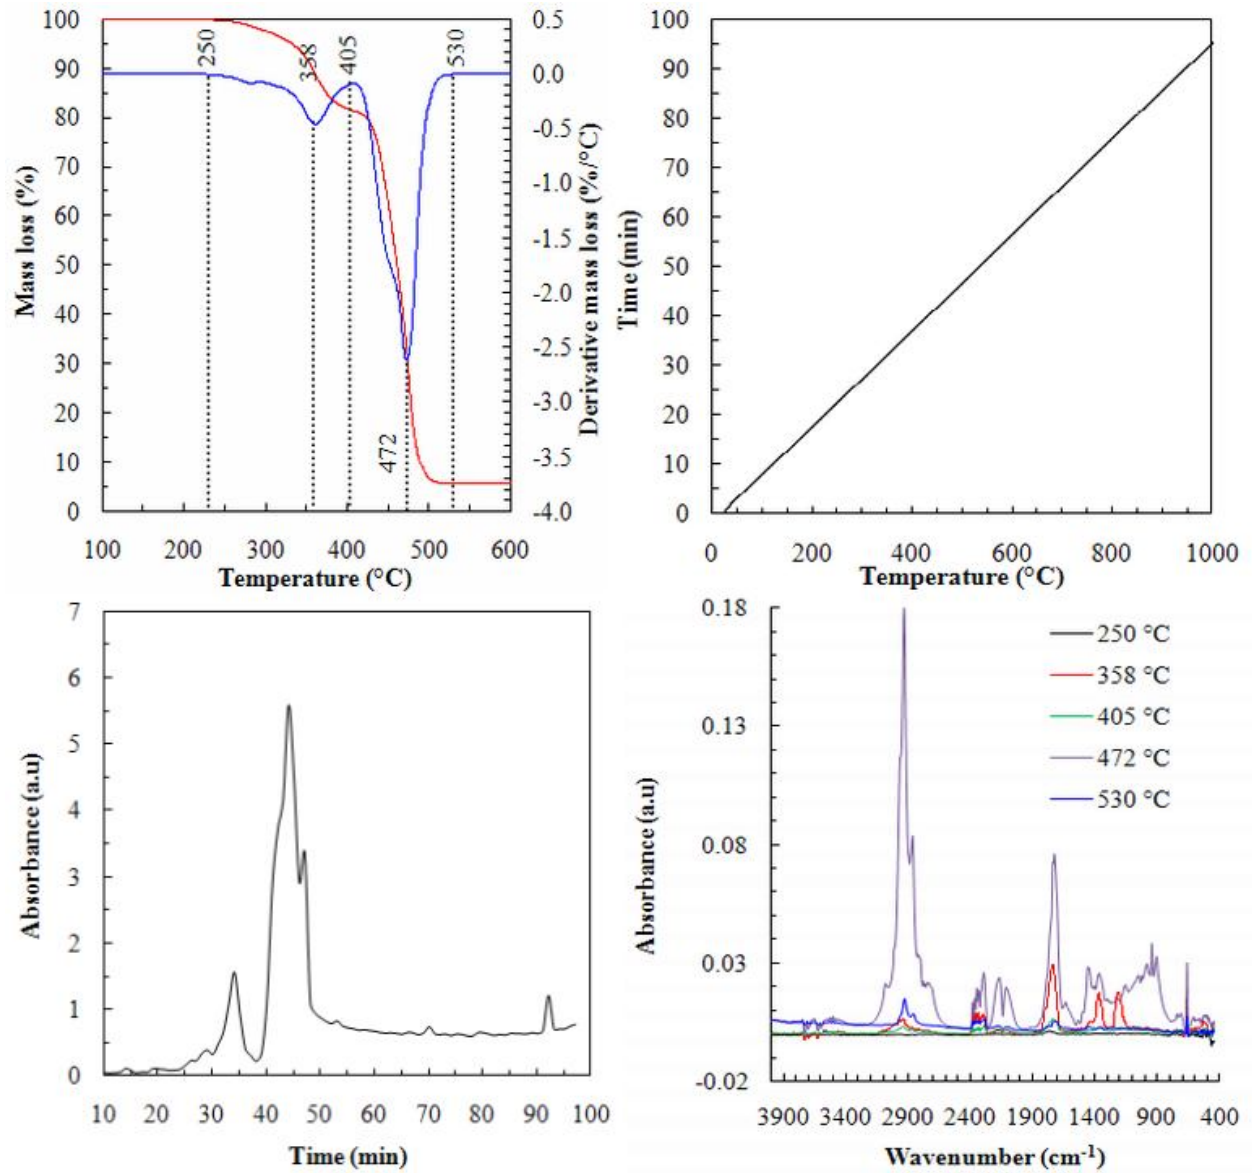 100
90
80
70
60
50
40
30
20
10
0
Mass loss (%)
250
358
405
530
472
0.5
0.0
-0.5
-1.0
-1.5
-2.0
-2.5
-3.0
-3.5
-4.0
Derivative mass loss (%/°C)
100 200 300 400 500 600
Temperature (°C)
100
90
80
70
60
50
40
30
20
10
0
Time (min)
0 200 400 600 800 1000
Temperature (°C)
7
6
5
4
3
2
1
0
Absorbance (a.u)
10 20 30 40 50 60 70 80 90 100
Time (min)
0.18
0.13
0.08
0.03
-0.02
Absorbance (a.u)
250 °C
358 °C
405 °C
472 °C
530 °C
3900 3400 2900 2400 1900 1400 900 400
Wavenumber (cm⁻¹)